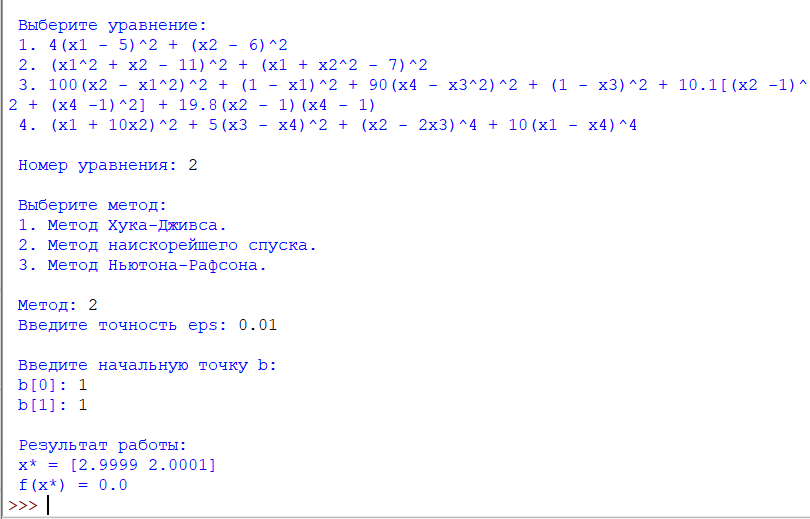 Выберите уравнение:
1. 4(x1 - 5)^2 + (x2 - 6)^2
2. (x1^2 + x2 - 11)^2 + (x1 + x2^2 - 7)^2
3. 100(x2 - x1^2)^2 + (1 - x1)^2 + 90(x4 - x3^2)^2 + (1 - x3)^2 + 10.1[(x2 -1)^
2 + (x4 -1)^2] + 19.8(x2 - 1)(x4 - 1)
4. (x1 + 10x2)^2 + 5(x3 - x4)^2 + (x2 - 2x3)^4 + 10(x1 - x4)^4
Номер уравнения: 2
Выберите метод:
1. Метод Хука-Дживса.
2. Метод наискорейшего спуска.
3. Метод Ньютона-Рафсона.
Метод: 2
Введите точность eps: 0.01
Введите начальную точку b:
b[0]: 1
b[1]: 1
Результат работы:
x* = [2.9999 2.0001]
f(x*) = 0.0
>>>